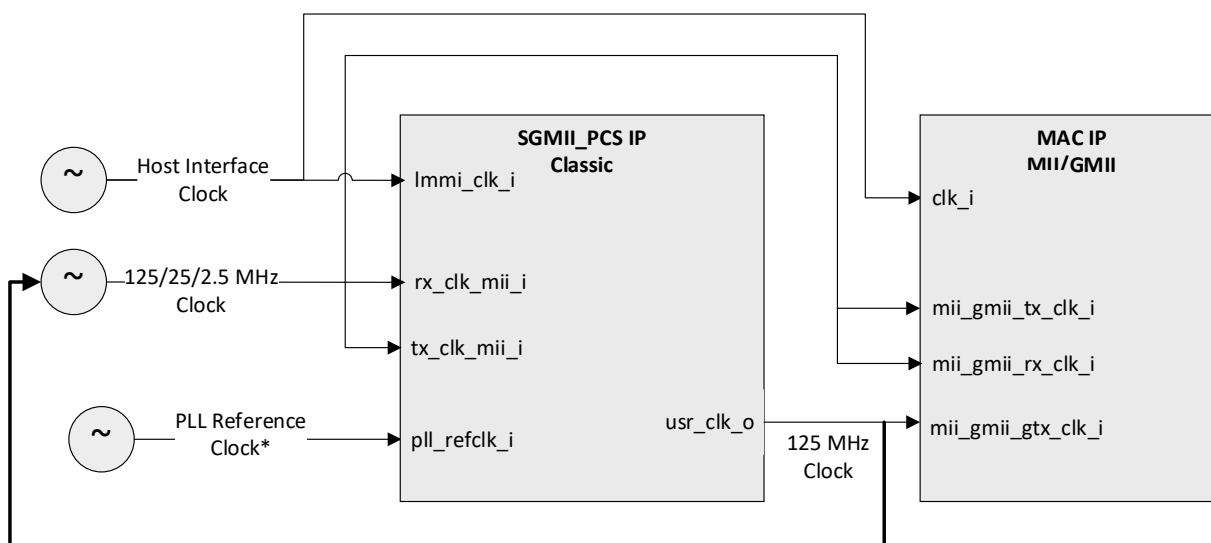 SGMII_PCS IP
Classic
MAC IP
MII/GMII
~
Host Interface
Clock
lmmi_clk_i
clk_i
~
125/25/2.5 MHz
Clock
rx_clk_mii_i
mii_gmii_tx_clk_i
tx_clk_mii_i
mii_gmii_rx_clk_i
~
PLL Reference
Clock*
pll_refclk_i
usr_clk_o
125 MHz
Clock
mii_gmii_gtx_clk_i